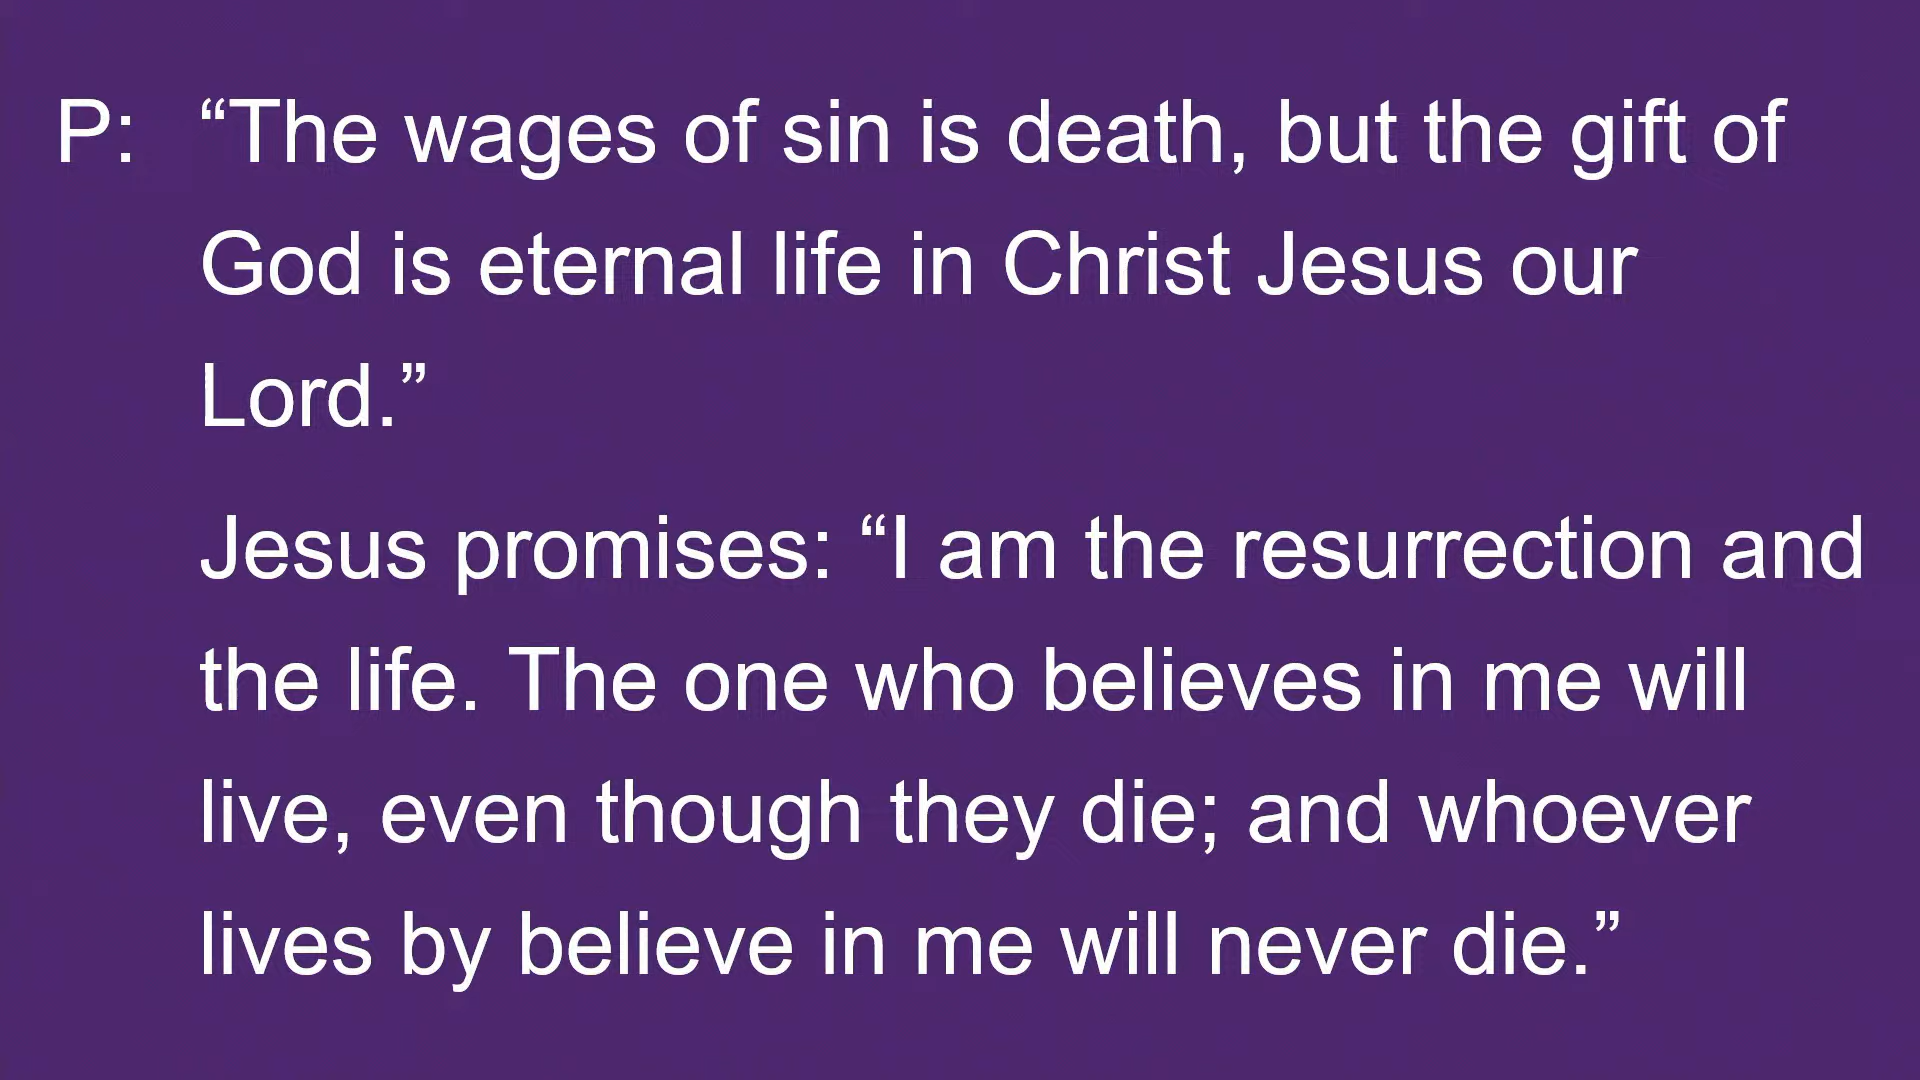 P: “The wages of sin is death, but the gift of
God is eternal life in Christ Jesus our
Lord.”
Jesus promises: “I am the resurrection and
the life. The one who believes in me will
live, even though they die; and whoever
lives by believe in me will never die.”